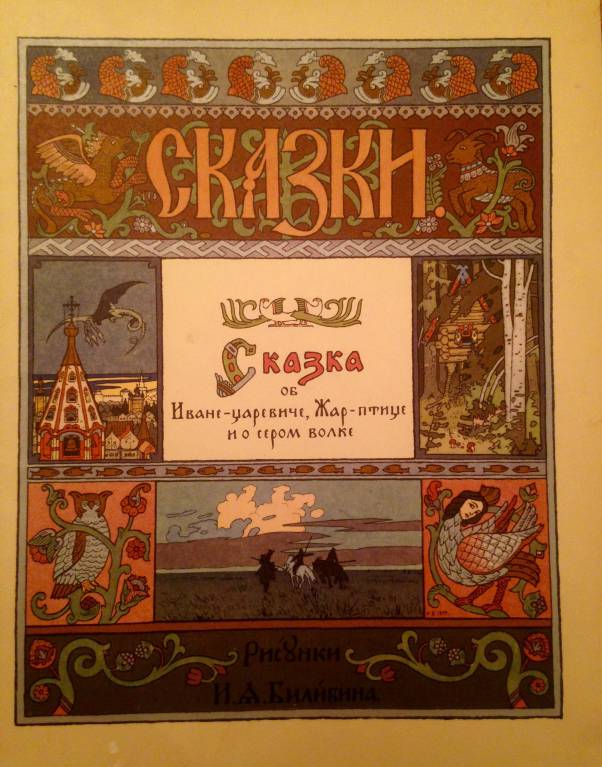 Сказки.
Сказка
об
Иване-царевиче, Жар-птице
и о сером волке
Рисунки
И.Я.Билибина.